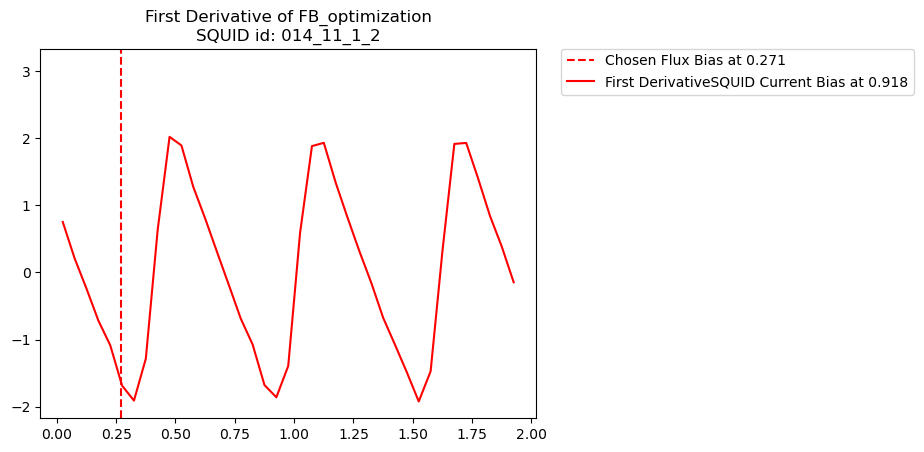 First Derivative of FB_optimization
SQUID id: 014_11_1_2
Chosen Flux Bias at 0.271
First DerivativeSQUID Current Bias at 0.918
3
2
1
0
−1
−2
0.00 0.25 0.50 0.75 1.00 1.25 1.50 1.75 2.00